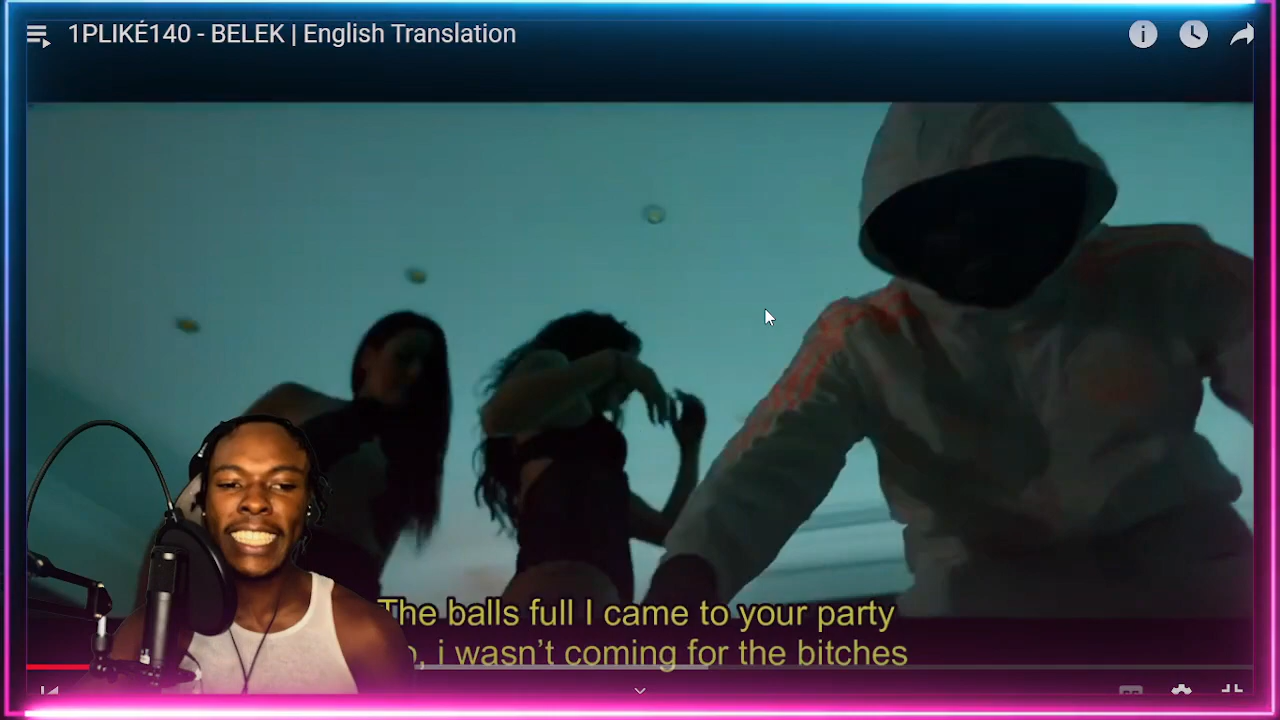 1PLIKÉ140 - BELEK | English Translation
The balls full I came to your party
, i wasn't coming for the bitches